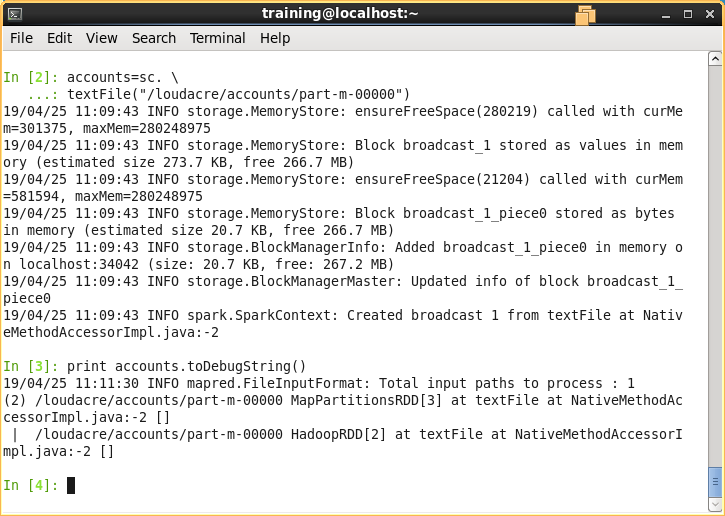 training@localhost:~
File Edit View Search Terminal Help
In [2]: accounts=sc. \
   ...: textFile("/loudacre/accounts/part-m-00000")
19/04/25 11:09:43 INFO storage.MemoryStore: ensureFreeSpace(280219) called with curMe
m=301375, maxMem=280248975
19/04/25 11:09:43 INFO storage.MemoryStore: Block broadcast_1 stored as values in mem
ory (estimated size 273.7 KB, free 266.7 MB)
19/04/25 11:09:43 INFO storage.MemoryStore: ensureFreeSpace(21204) called with curMem
=581594, maxMem=280248975
19/04/25 11:09:43 INFO storage.MemoryStore: Block broadcast_1_piece0 stored as bytes
in memory (estimated size 20.7 KB, free 266.7 MB)
19/04/25 11:09:43 INFO storage.BlockManagerInfo: Added broadcast_1_piece0 in memory o
n localhost:34042 (size: 20.7 KB, free: 267.2 MB)
19/04/25 11:09:43 INFO storage.BlockManagerMaster: Updated info of block broadcast_1_
piece0
19/04/25 11:09:43 INFO spark.SparkContext: Created broadcast 1 from textFile at Nativ
eMethodAccessorImpl.java:-2
In [3]: print accounts.toDebugString()
19/04/25 11:11:30 INFO mapred.FileInputFormat: Total input paths to process : 1
(2) /loudacre/accounts/part-m-00000 MapPartitionsRDD[3] at textFile at NativeMethodAc
cessorImpl.java:-2 []
 |  /loudacre/accounts/part-m-00000 HadoopRDD[2] at textFile at NativeMethodAccessorI
mpl.java:-2 []
In [4]: